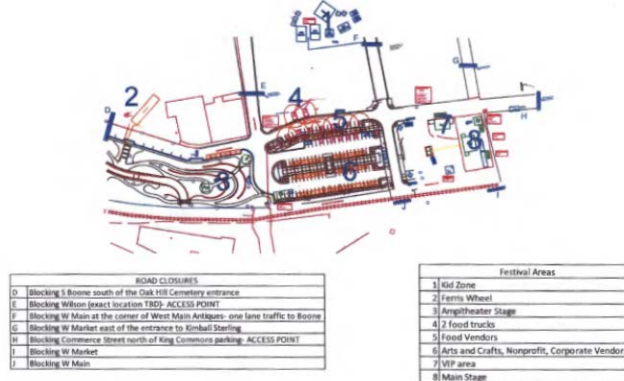 F
G
E
4
2
D
5
H
7
8
3
6
I
J
ROAD CLOSURES
D Blocking S Boone south of the Oak Hill Cemetery entrance
E Blocking Wilson (exact location TBD)- ACCESS POINT
F Blocking W Main at the corner of West Main Antiques- one lane traffic to Boone
G Blocking W Market east of the entrance to Kimball Sterling
H Blocking Commerce Street north of King Commons parking- ACCESS POINT
I Blocking W Market
J Blocking W Main
Festival Areas
1 Kid Zone
2 Ferris Wheel
3 Ampitheater Stage
4 2 food trucks
5 Food Vendors
6 Arts and Crafts, Nonprofit, Corporate Vendor
7 VIP area
8 Main Stage